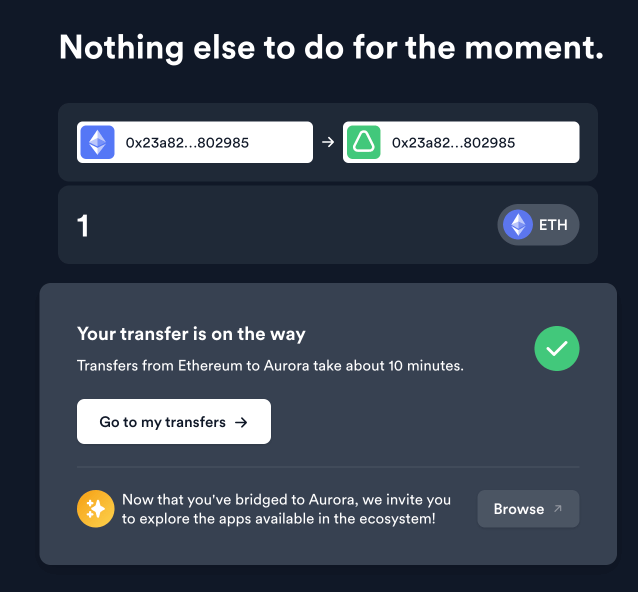 Nothing else to do for the moment.
0x23a82...802985 → 0x23a82...802985
1 ETH
Your transfer is on the way
Transfers from Ethereum to Aurora take about 10 minutes.
Go to my transfers →
Now that you've bridged to Aurora, we invite you
to explore the apps available in the ecosystem!
Browse ↗